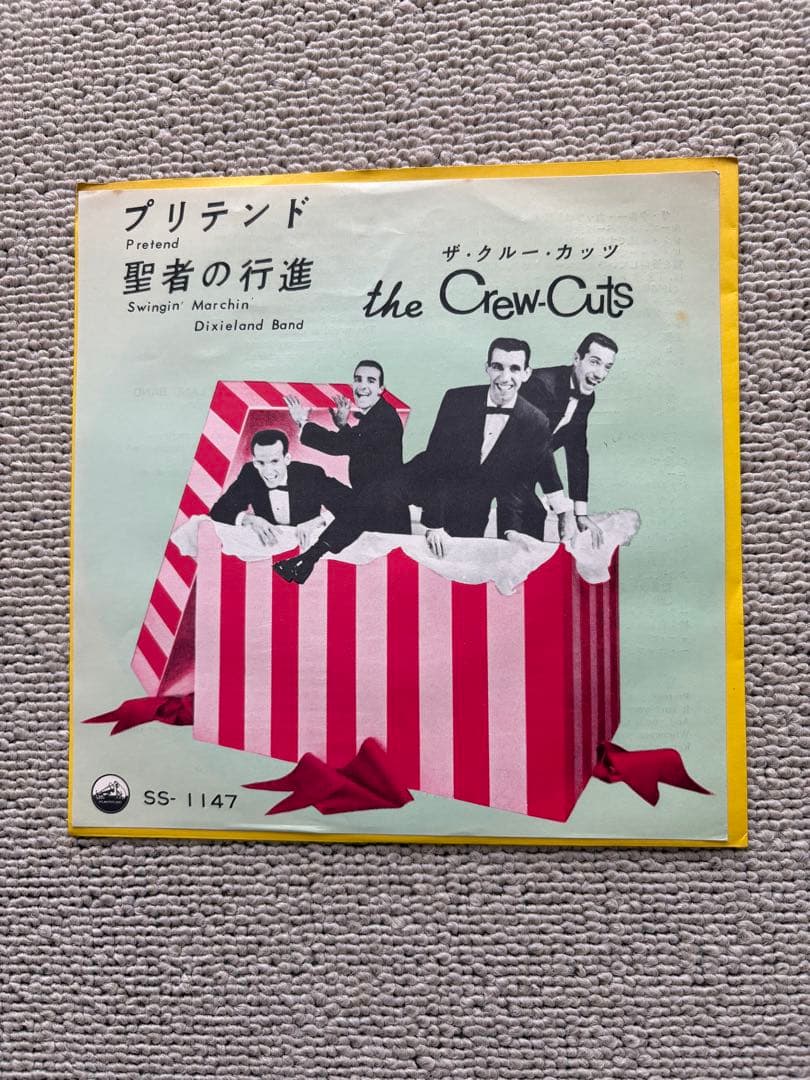 プリテンド
Pretend
聖者の行進
Swingin' Marchin'
Dixieland Band
ザ・クルー・カッツ
the Crew-Cuts
SS-1147